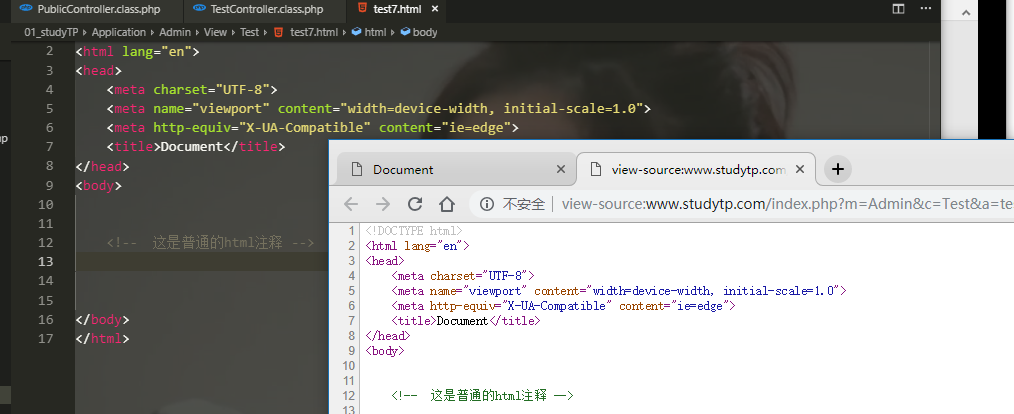 PublicController.class.php TestController.class.php test7.html
01_studyTP > Application > Admin > View > Test > test7.html > html > body
2 <html lang="en">
3 <head>
4 <meta charset="UTF-8">
5 <meta name="viewport" content="width=device-width, initial-scale=1.0">
6 <meta http-equiv="X-UA-Compatible" content="ie=edge">
7 <title>Document</title>
8 </head>
9 <body>
10
11
12 <!-- 这是普通的html注释 -->
13
14
15
16 </body>
17 </html>
Document view-source:www.studytp.com
不安全 | view-source:www.studytp.com/index.php?m=Admin&c=Test&a=te
1 <!DOCTYPE html>
2 <html lang="en">
3 <head>
4 <meta charset="UTF-8">
5 <meta name="viewport" content="width=device-width, initial-scale=1.0">
6 <meta http-equiv="X-UA-Compatible" content="ie=edge">
7 <title>Document</title>
8 </head>
9 <body>
10
11
12 <!-- 这是普通的html注释 -->
13